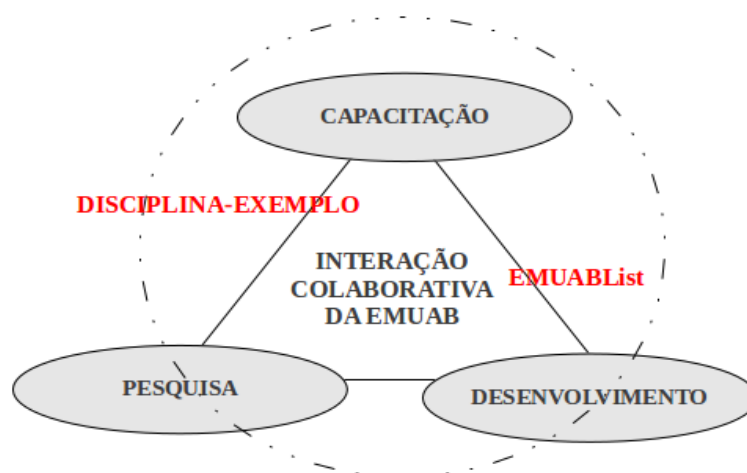 CAPACITAÇÃO
DISCIPLINA-EXEMPLO
INTERAÇÃO
COLABORATIVA
DA EMUAB
EMUABList
PESQUISA
DESENVOLVIMENTO